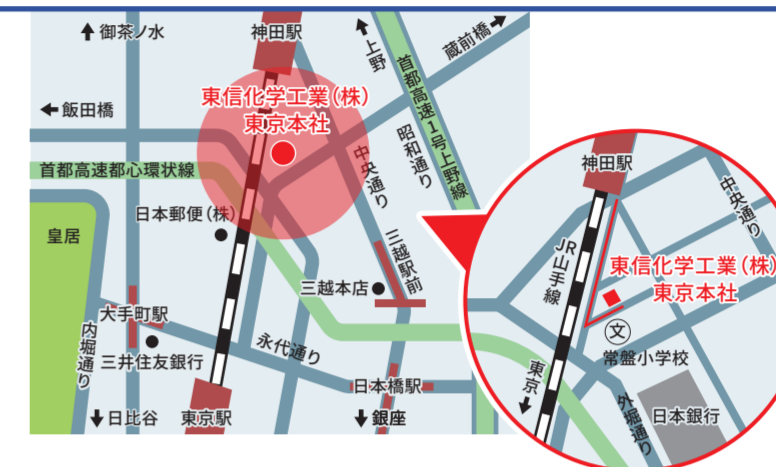 御茶ノ水
神田駅
上野
蔵前橋
飯田橋
東信化学工業(株)
東京本社
首都高速1号上野線
昭和通り
中央通り
首都高速都心環状線
日本郵便(株)
皇居
三越駅前
三越本店
大手町駅
内堀通り
三井住友銀行
永代通り
日本橋駅
日比谷
東京駅
銀座
神田駅
中央通り
JR山手線
東信化学工業(株)
東京本社
文
常盤小学校
東京
外堀通り
日本銀行